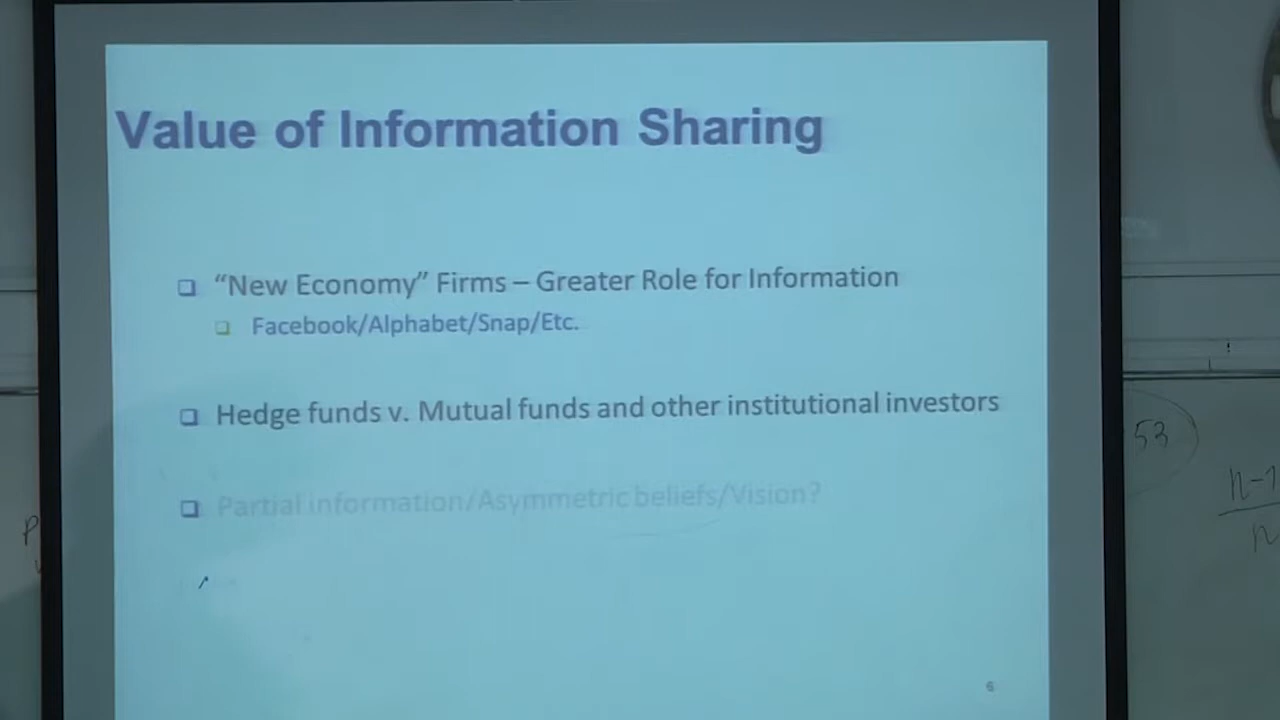 Value of Information Sharing
“New Economy” Firms – Greater Role for Information
Facebook/Alphabet/Snap/Etc.
Hedge funds v. Mutual funds and other institutional investors
Partial information/Asymmetric beliefs/Vision?
6
53
n-1
n
P